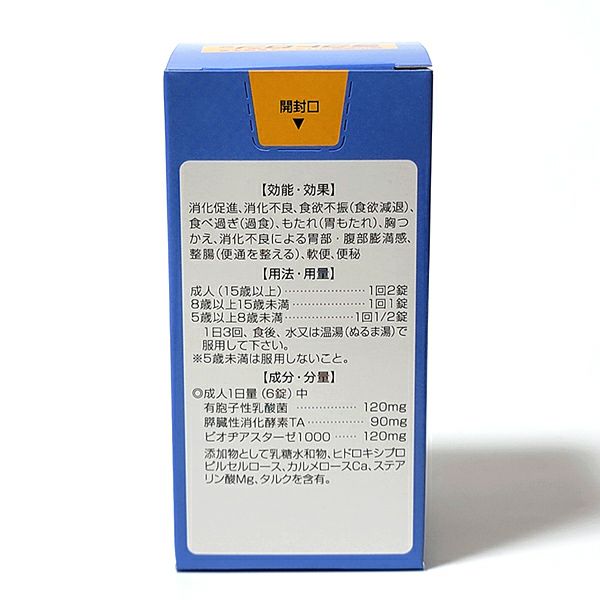 開封口
▼
【効能・効果】
消化促進、消化不良、食欲不振(食欲減退)、
食べ過ぎ(過食)、もたれ(胃もたれ)、胸つ
かえ、消化不良による胃部・腹部膨満感、
整腸(便通を整える)、軟便、便秘
【用法・用量】
成人(15歳以上)……………1回2錠
8歳以上15歳未満……………1回1錠
5歳以上8歳未満……………1回1/2錠
1日3回、食後、水又は温湯(ぬるま湯)で
服用して下さい。
※5歳未満は服用しないこと。
【成分・分量】
◎成人1日量(6錠)中
有胞子性乳酸菌……………120mg
膵臓性消化酵素TA……………90mg
ビオヂアスターゼ1000……120mg
添加物として乳糖水和物、ヒドロキシプロ
ピルセルロース、カルメロースCa、ステア
リン酸Mg、タルクを含有。